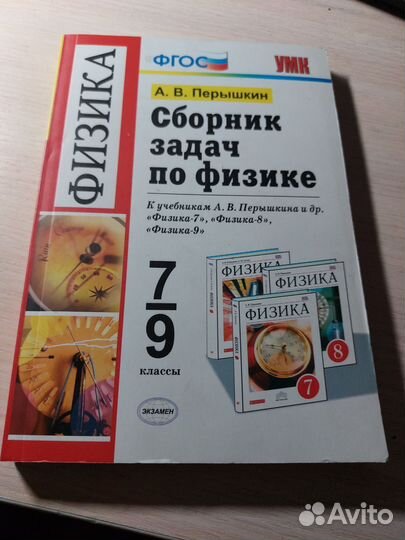 ФИЗИКА
ФГОС
УМК
А. В. Перышкин
Сборник
задач
по физике
К учебникам А. В. Перышкина и др.
«Физика-7», «Физика-8»,
«Физика-9»
7
9
классы
ФИЗИКА
ФИЗИКА
ФИЗИКА
8
7
ЭКЗАМЕН
Avito